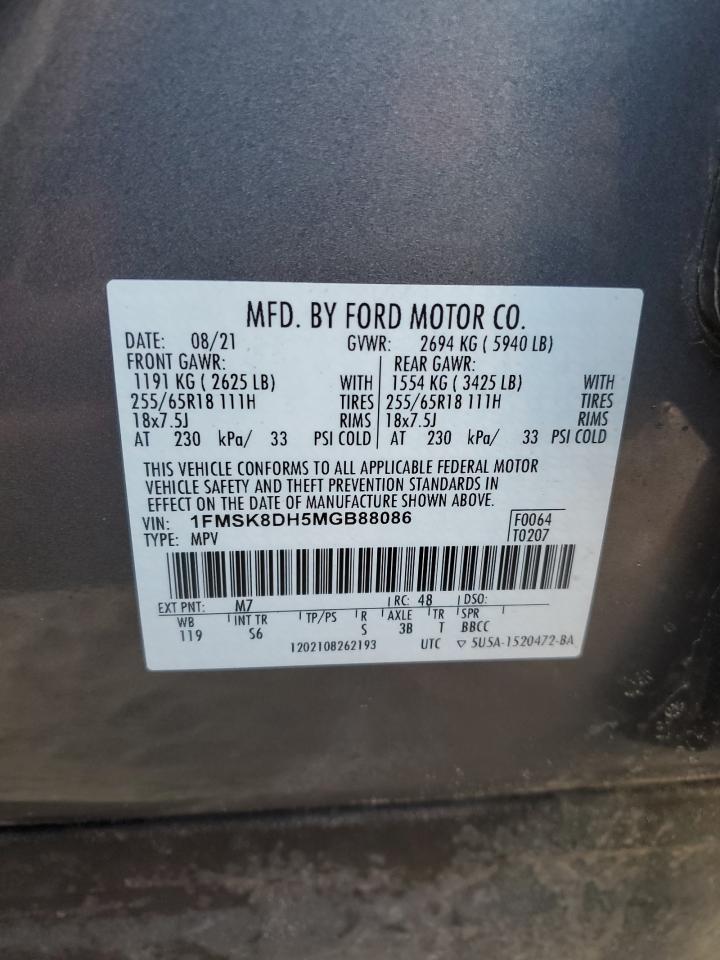 MFD. BY FORD MOTOR CO.
DATE: 08/21 GVWR: 2694 KG ( 5940 LB)
FRONT GAWR: REAR GAWR:
1191 KG ( 2625 LB) WITH 1554 KG ( 3425 LB) WITH
255/65R18 111H TIRES 255/65R18 111H TIRES
18x7.5J RIMS 18x7.5J RIMS
AT 230 kPa/ 33 PSI COLD AT 230 kPa/ 33 PSI COLD
THIS VEHICLE CONFORMS TO ALL APPLICABLE FEDERAL MOTOR
VEHICLE SAFETY AND THEFT PREVENTION STANDARDS IN
EFFECT ON THE DATE OF MANUFACTURE SHOWN ABOVE.
VIN: 1FMSK8DH5MGB88086 F0064
TYPE: MPV T0207
EXT PNT: M7 RC: 48 DSO:
WB INT TR TP/PS R AXLE TR SPR
119 S6 S 3B T BBCC
1202108262193 UTC ▽ 5U5A-1520472-BA